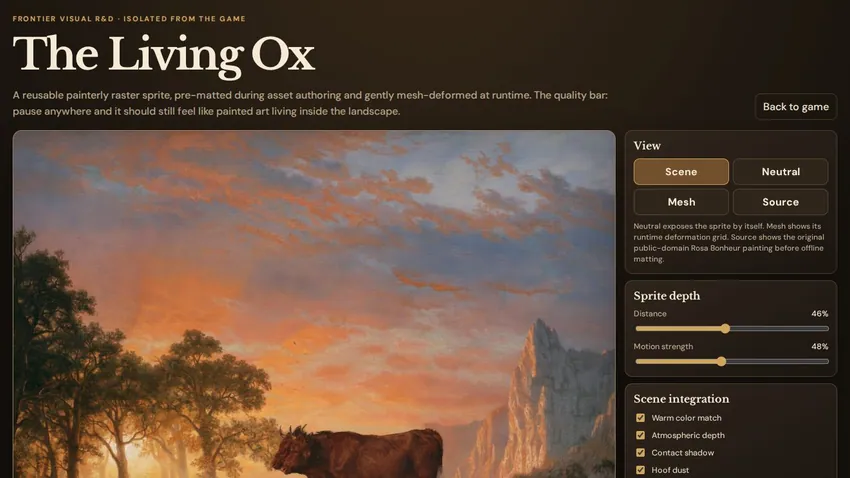 FRONTIER VISUAL R&D · ISOLATED FROM THE GAME
The Living Ox
A reusable painterly raster sprite, pre-matted during asset authoring and gently mesh-deformed at runtime. The quality bar:
pause anywhere and it should still feel like painted art living inside the landscape.
Back to game
View
Scene
Neutral
Mesh
Source
Neutral exposes the sprite by itself. Mesh shows its
runtime deformation grid. Source shows the original
public-domain Rosa Bonheur painting before offline
matting.
Sprite depth
Distance 46%
Motion strength 48%
Scene integration
Warm color match
Atmospheric depth
Contact shadow
Hoof dust